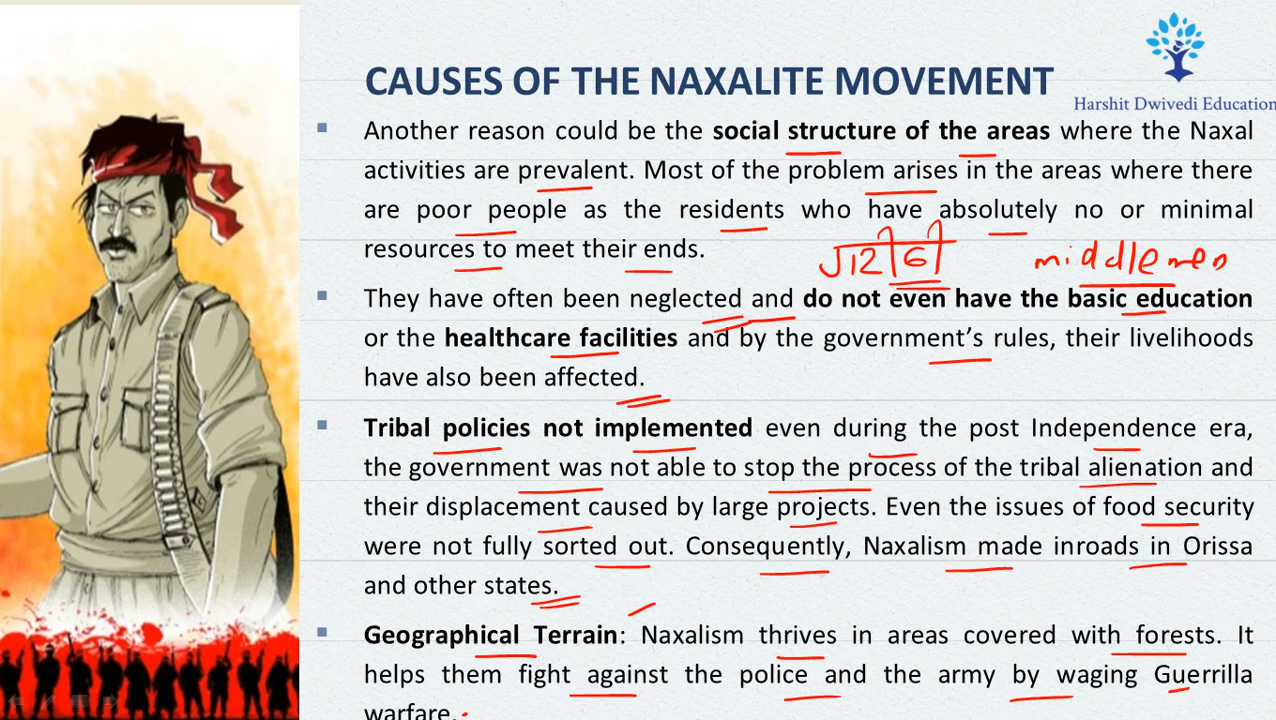 CAUSES OF THE NAXALITE MOVEMENT
Harshit Dwivedi Education
▪ Another reason could be the social structure of the areas where the Naxal
activities are prevalent. Most of the problem arises in the areas where there
are poor people as the residents who have absolutely no or minimal
resources to meet their ends.
middlemen
▪ They have often been neglected and do not even have the basic education
or the healthcare facilities and by the government’s rules, their livelihoods
have also been affected.
▪ Tribal policies not implemented even during the post Independence era,
the government was not able to stop the process of the tribal alienation and
their displacement caused by large projects. Even the issues of food security
were not fully sorted out. Consequently, Naxalism made inroads in Orissa
and other states.
▪ Geographical Terrain: Naxalism thrives in areas covered with forests. It
helps them fight against the police and the army by waging Guerrilla
warfare.